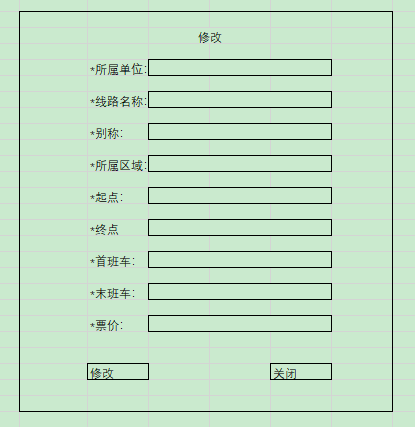 修改
*所属单位:
*线路名称:
*别称:
*所属区域:
*起点:
*终点
*首班车:
*末班车:
*票价:
修改 关闭